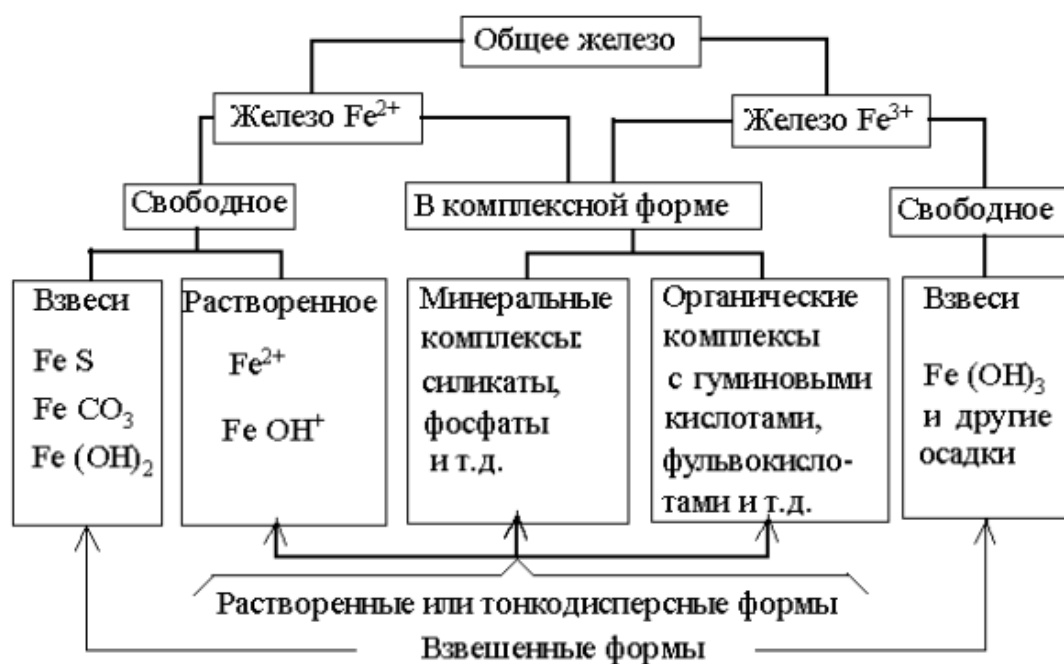 Общее железо
Железо Fe²⁺
Железо Fe³⁺
Свободное
В комплексной форме
Свободное
Взвеси
Fe S
Fe CO₃
Fe (OH)₂
Растворенное
Fe²⁺
Fe OH⁺
Минеральные
комплексы:
силикаты,
фосфаты
и т.д.
Органические
комплексы
с гуминовыми
кислотами,
фульвокисло-
тами и т.д.
Взвеси
Fe (OH)₃
и другие
осадки
Растворенные или тонкодисперсные формы
Взвешенные формы